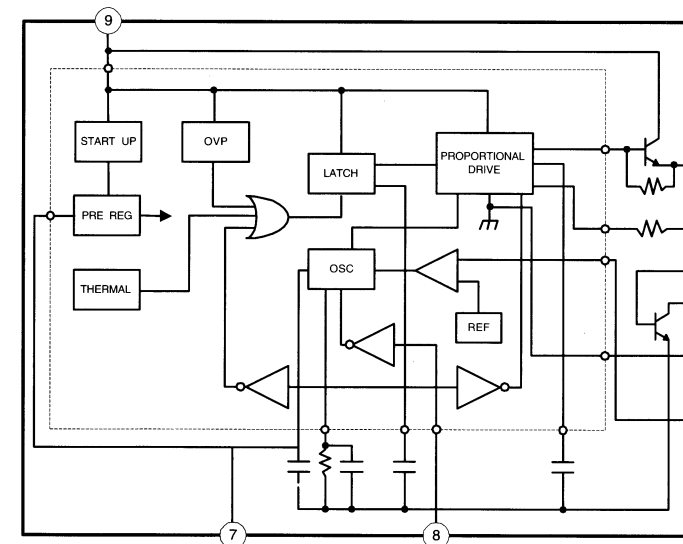 9
START UP
OVP
LATCH
PROPORTIONAL
DRIVE
PRE REG
THERMAL
OSC
REF
7
8